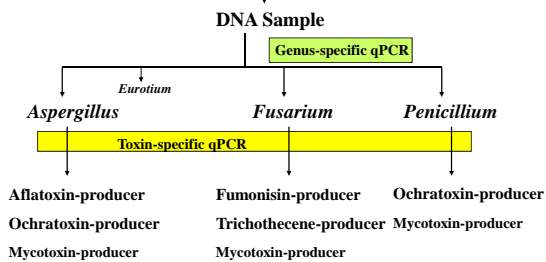 DNA Sample
Genus-specific qPCR
Eurotium
Aspergillus Fusarium Penicillium
Toxin-specific qPCR
Aflatoxin-producer Fumonisin-producer Ochratoxin-producer
Ochratoxin-producer Trichothecene-producer Mycotoxin-producer
Mycotoxin-producer Mycotoxin-producer